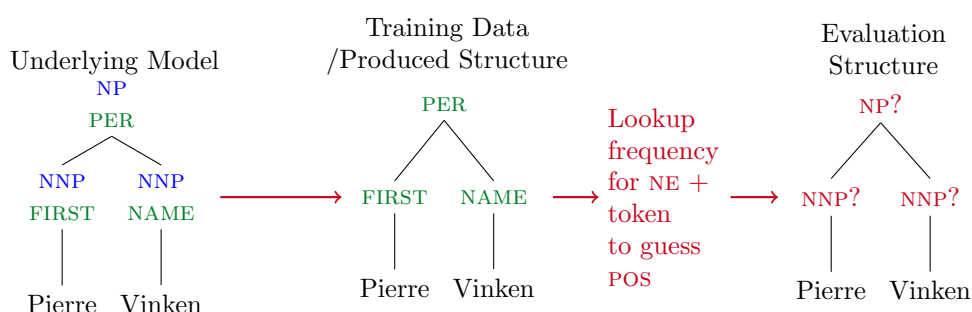 Underlying Model
NP
PER
NNP NNP
FIRST NAME
Pierre Vinken
Training Data
/Produced Structure
PER
FIRST NAME
Pierre Vinken
Lookup
frequency
for NE +
token
to guess
POS
Evaluation
Structure
NP?
NNP? NNP?
Pierre Vinken